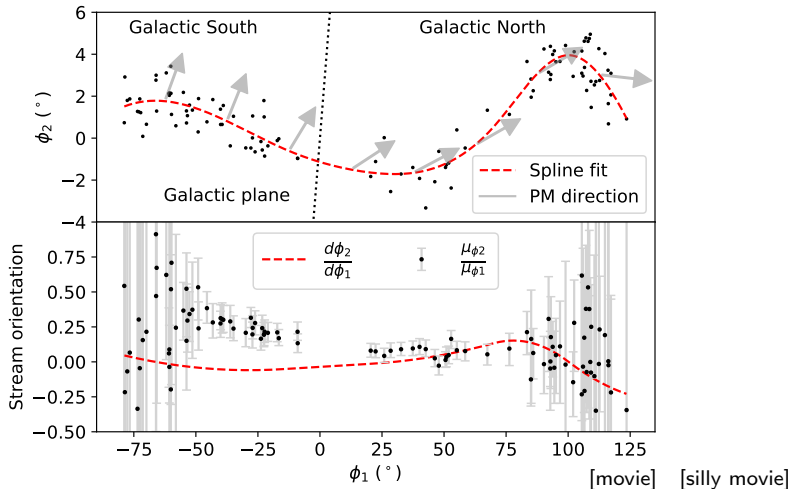 Galactic South Galactic North
6
4
2
0
−2
−4
ϕ2 (°)
Galactic plane
Spline fit
PM direction
0.75
0.50
0.25
0.00
−0.25
−0.50
Stream orientation
dϕ2/dϕ1 μϕ2/μϕ1
−75 −50 −25 0 25 50 75 100 125
ϕ1 (°)
[movie] [silly movie]